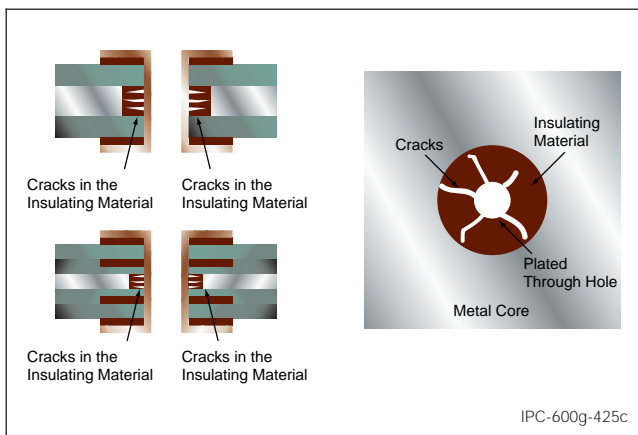 Cracks in the
Insulating Material
Cracks in the
Insulating Material
Cracks in the
Insulating Material
Cracks in the
Insulating Material
Cracks
Insulating
Material
Plated
Through Hole
Metal Core
IPC-600g-425c